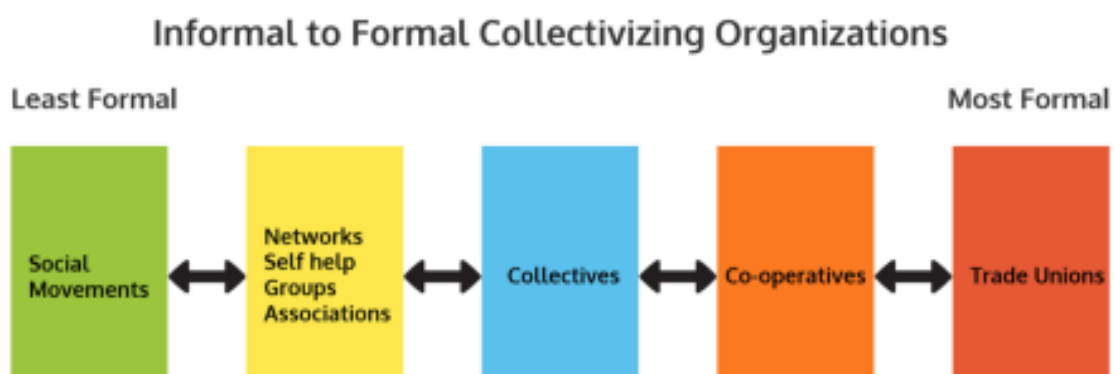 Informal to Formal Collectivizing Organizations
Least Formal
Most Formal
Social
Movements
Networks
Self help
Groups
Associations
Collectives
Co-operatives
Trade Unions